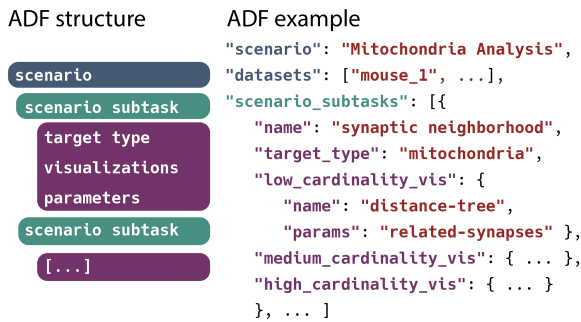 ADF structure
scenario
scenario subtask
target type
visualizations
parameters
scenario subtask
[...]
ADF example
"scenario": "Mitochondria Analysis",
"datasets": ["mouse_1", ...],
"scenario_subtasks": [{
"name": "synaptic neighborhood",
"target_type": "mitochondria",
"low_cardinality_vis": {
"name": "distance-tree",
"params": "related-synapses" },
"medium_cardinality_vis": { ... },
"high_cardinality_vis": { ... }
}, ... ]